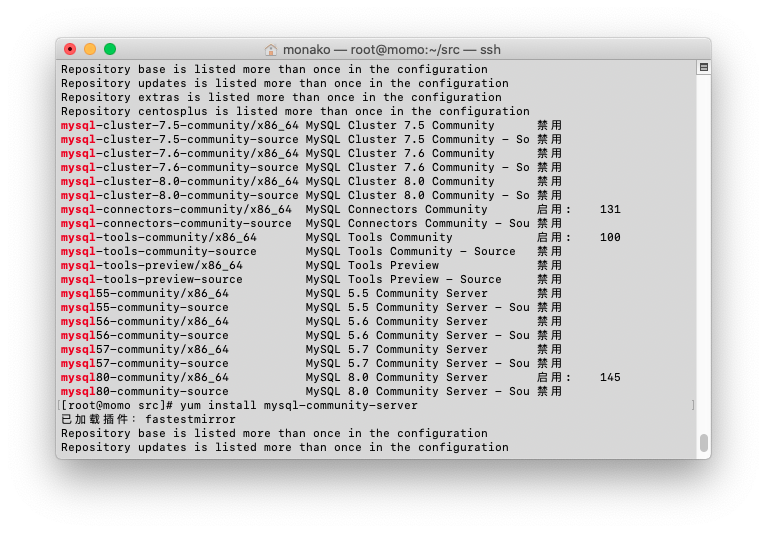 monako — root@momo:~/src — ssh
Repository base is listed more than once in the configuration
Repository updates is listed more than once in the configuration
Repository extras is listed more than once in the configuration
Repository centosplus is listed more than once in the configuration
mysql-cluster-7.5-community/x86_64 MySQL Cluster 7.5 Community 禁用
mysql-cluster-7.5-community-source MySQL Cluster 7.5 Community - So 禁用
mysql-cluster-7.6-community/x86_64 MySQL Cluster 7.6 Community 禁用
mysql-cluster-7.6-community-source MySQL Cluster 7.6 Community - So 禁用
mysql-cluster-8.0-community/x86_64 MySQL Cluster 8.0 Community 禁用
mysql-cluster-8.0-community-source MySQL Cluster 8.0 Community - So 禁用
mysql-connectors-community/x86_64 MySQL Connectors Community 启用: 131
mysql-connectors-community-source MySQL Connectors Community - Sou 禁用
mysql-tools-community/x86_64 MySQL Tools Community 启用: 100
mysql-tools-community-source MySQL Tools Community - Source 禁用
mysql-tools-preview/x86_64 MySQL Tools Preview 禁用
mysql-tools-preview-source MySQL Tools Preview - Source 禁用
mysql55-community/x86_64 MySQL 5.5 Community Server 禁用
mysql55-community-source MySQL 5.5 Community Server - Sou 禁用
mysql56-community/x86_64 MySQL 5.6 Community Server 禁用
mysql56-community-source MySQL 5.6 Community Server - Sou 禁用
mysql57-community/x86_64 MySQL 5.7 Community Server 禁用
mysql57-community-source MySQL 5.7 Community Server - Sou 禁用
mysql80-community/x86_64 MySQL 8.0 Community Server 启用: 145
mysql80-community-source MySQL 8.0 Community Server - Sou 禁用
[[root@momo src]# yum install mysql-community-server ]
已加载插件：fastestmirror
Repository base is listed more than once in the configuration
Repository updates is listed more than once in the configuration